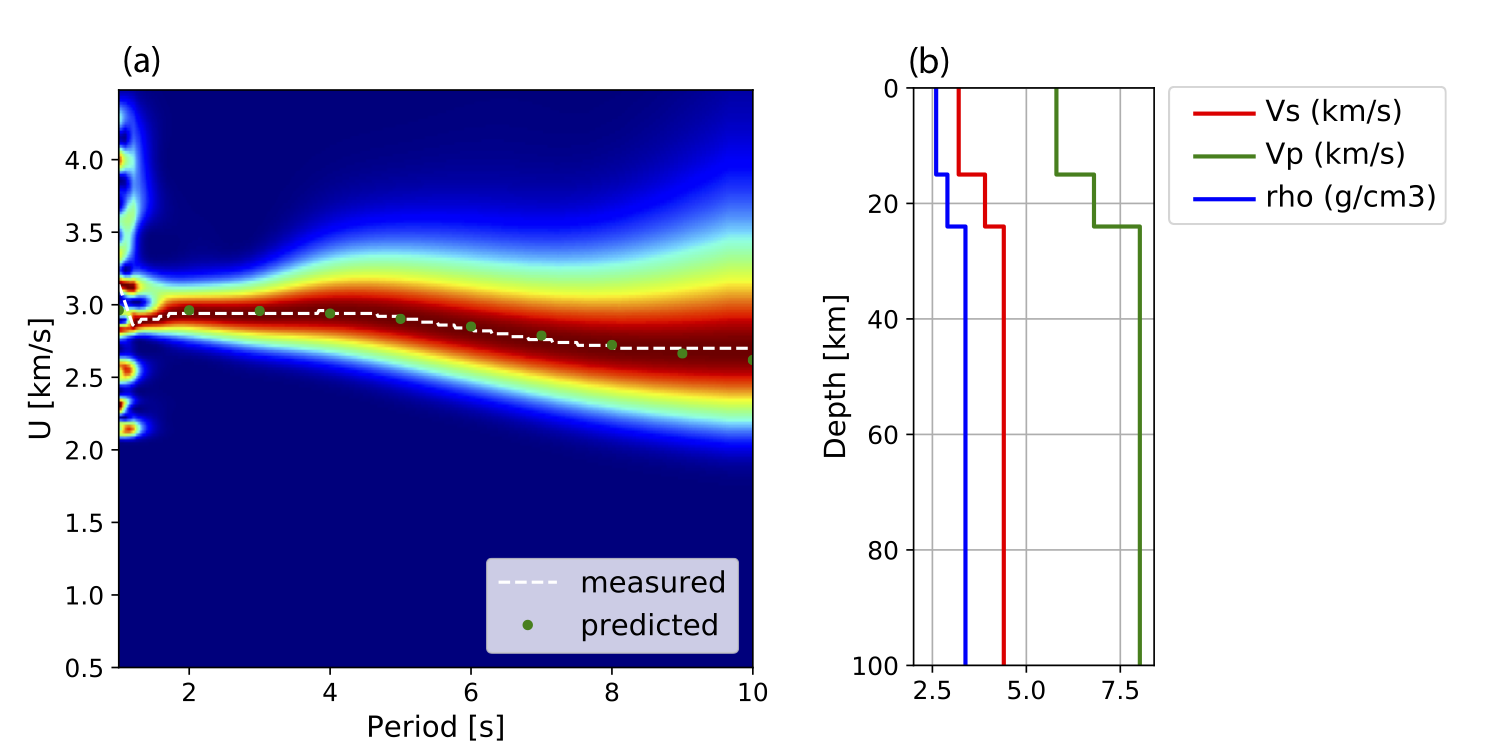 (a)
U [km/s]
4.0
3.5
3.0
2.5
2.0
1.5
1.0
0.5
2 4 6 8 10
Period [s]
measured
predicted
(b)
Depth [km]
0
20
40
60
80
100
2.5 5.0 7.5
Vs (km/s)
Vp (km/s)
rho (g/cm3)